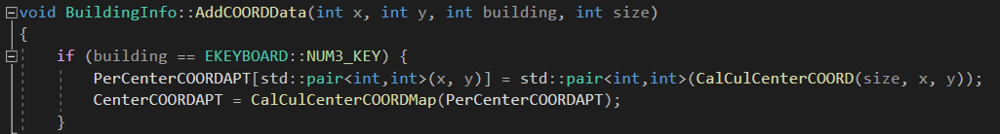 void BuildingInfo::AddCOORDData(int x, int y, int building, int size)
{
if (building == EKEYBOARD::NUM3_KEY) {
PerCenterCOORDAPT[std::pair<int,int>(x, y)] = std::pair<int,int>(CalCulCenterCOORD(size, x, y));
CenterCOORDAPT = CalCulCenterCOORDMap(PerCenterCOORDAPT);
}